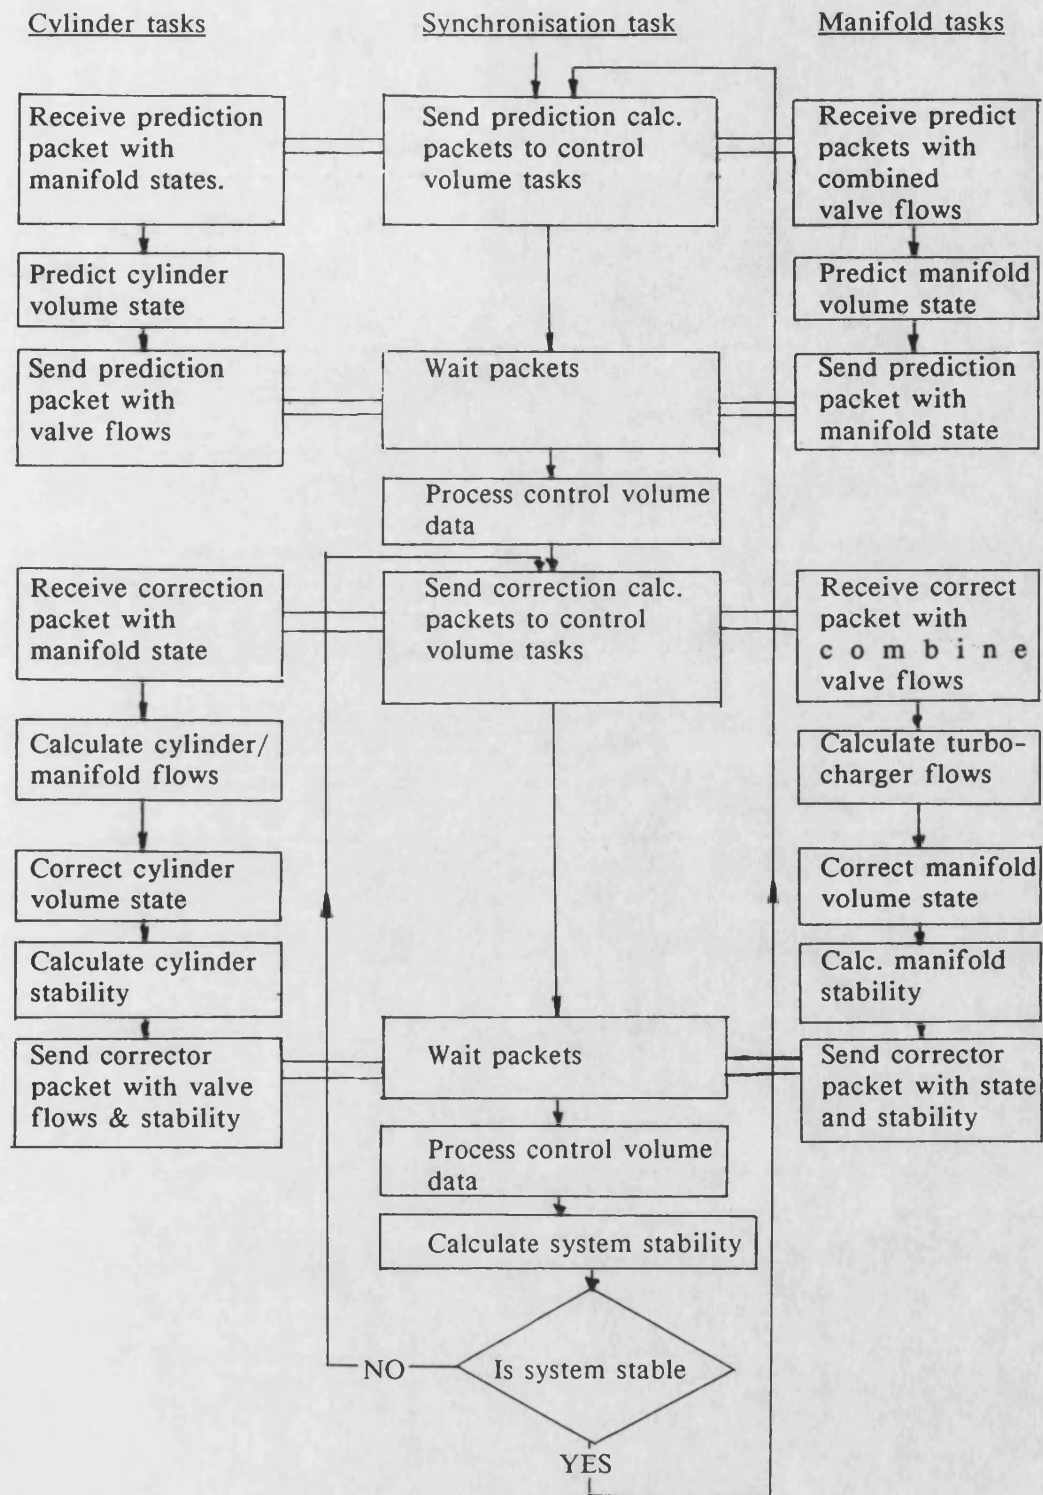 Cylinder tasks
Synchronisation task
Manifold tasks
Receive prediction
packet with
manifold states.
Send prediction calc.
packets to control
volume tasks
Receive predict
packets with
combined
valve flows
Predict cylinder
volume state
Predict manifold
volume state
Send prediction
packet with
valve flows
Wait packets
Send prediction
packet with
manifold state
Process control volume
data
Receive correction
packet with
manifold state
Send correction calc.
packets to control
volume tasks
Receive correct
packet with
c o m b i n e
valve flows
Calculate cylinder/
manifold flows
Calculate turbo-
charger flows
Correct cylinder
volume state
Correct manifold
volume state
Calculate cylinder
stability
Calc. manifold
stability
Send corrector
packet with valve
flows & stability
Wait packets
Send corrector
packet with state
and stability
Process control volume
data
Calculate system stability
Is system stable
NO
YES